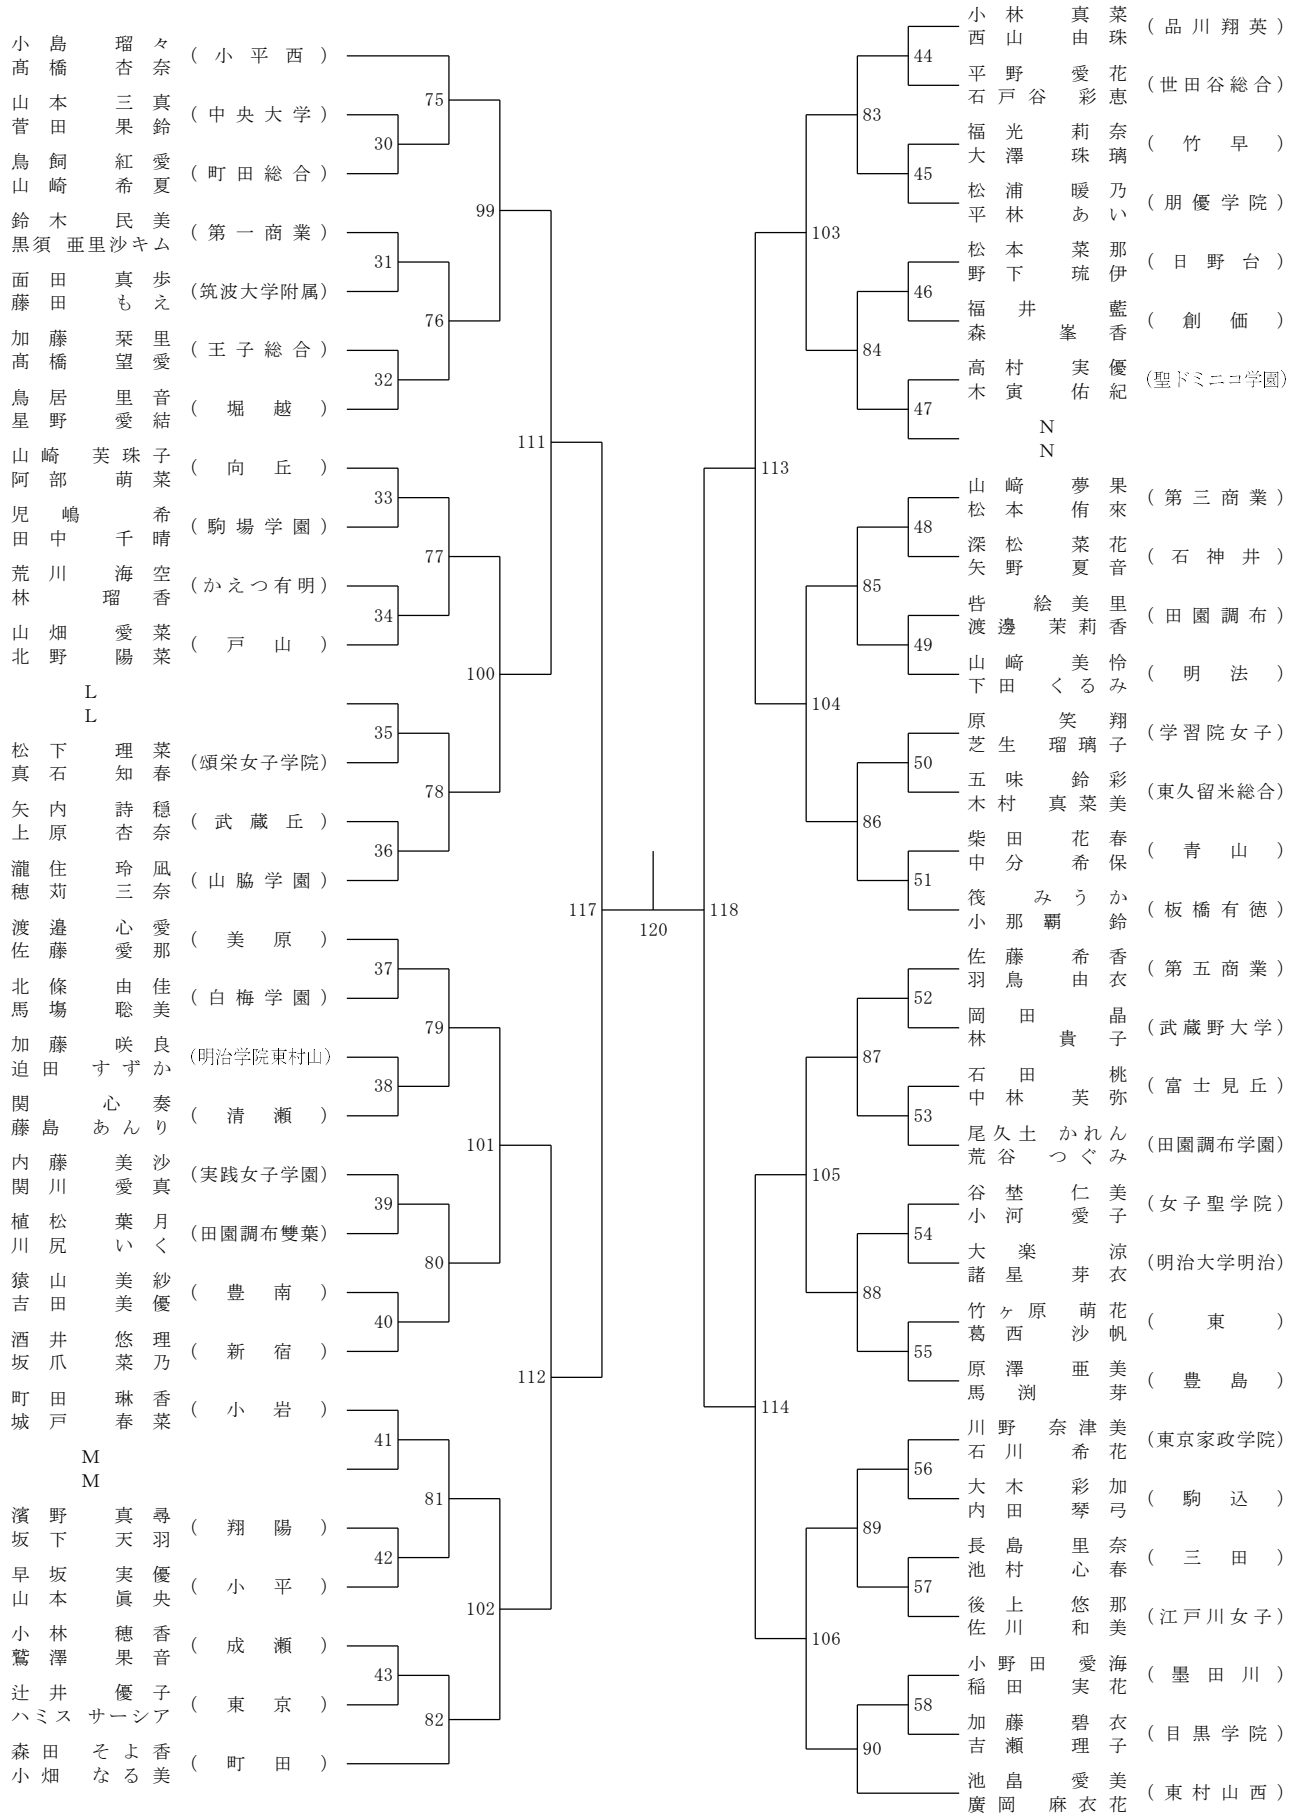 小島 瑠々
髙橋 杏奈
(小平西)
山本 三真
菅田 果鈴
(中央大学)
鳥飼 紅愛
山崎 希夏
(町田総合)
鈴木 民美
黒須 亜里沙キム
(第一商業)
面田 真歩
藤田 もえ
(筑波大学附属)
加藤 栞里
髙橋 望愛
(王子総合)
鳥居 里音
星野 愛結
(堀越)
山崎 芙珠子
阿部 萌菜
(向丘)
児嶋 希
田中 千晴
(駒場学園)
荒川 海空
林 瑠香
(かえつ有明)
山畑 愛菜
北野 陽菜
(戸山)
L
L
松下 理菜
真石 知春
(頌栄女子学院)
矢内 詩穏
上原 杏奈
(武蔵丘)
瀧住 玲凪
穂苅 三奈
(山脇学園)
渡邉 心愛
佐藤 愛那
(美原)
北條 由佳
馬塲 聡美
(白梅学園)
加藤 咲良
迫田 すずか
(明治学院東村山)
関 心奏
藤島 あんり
(清瀬)
内藤 美沙
関川 愛真
(実践女子学園)
植松 葉月
川尻 いく
(田園調布雙葉)
猿山 美紗
吉田 美優
(豊南)
酒井 悠理
坂爪 菜乃
(新宿)
町田 琳香
城戸 春菜
(小岩)
M
M
濱野 真尋
坂下 天羽
(翔陽)
早坂 実優
山本 眞央
(小平)
小林 穂香
鷲澤 果音
(成瀬)
辻井 優子
ハミス サーシア
(東京)
森田 そよ香
小畑 なる美
(町田)
30
31
32
33
34
35
36
37
38
39
40
41
42
43
75
76
77
78
79
80
81
82
99
100
101
102
111
112
117
120
118
113
114
103
104
105
106
83
84
85
86
87
88
89
90
44
45
46
47
48
49
50
51
52
53
54
55
56
57
58
小林 真菜
西山 由珠
(品川翔英)
平野 愛花
石戸谷 彩恵
(世田谷総合)
福光 莉奈
大澤 珠璃
(竹早)
松浦 暖乃
平林 あい
(朋優学院)
松本 菜那
野下 琉伊
(日野台)
福井 藍
森 峯香
(創価)
高村 実優
木寅 佑紀
(聖ドミニコ学園)
N
N
山﨑 夢果
松本 侑來
(第三商業)
深松 菜花
矢野 夏音
(石神井)
呰 絵美里
渡邊 茉莉香
(田園調布)
山﨑 美怜
下田 くるみ
(明法)
原 笑翔
芝生 瑠璃子
(学習院女子)
五味 鈴彩
木村 真菜美
(東久留米総合)
柴田 花春
中分 希保
(青山)
筏 みうか
小那覇 鈴
(板橋有徳)
佐藤 希香
羽鳥 由衣
(第五商業)
岡田 晶
林 貴子
(武蔵野大学)
石田 桃
中林 芙弥
(富士見丘)
尾久土 かれん
荒谷 つぐみ
(田園調布学園)
谷埜 仁美
小河 愛子
(女子聖学院)
大楽 涼
諸星 芽衣
(明治大学明治)
竹ヶ原 萌花
葛西 沙帆
(東)
原澤 亜美
馬渕 芽
(豊島)
川野 奈津美
石川 希花
(東京家政学院)
大木 彩加
内田 琴弓
(駒込)
長島 里奈
池村 心春
(三田)
後上 悠那
佐川 和美
(江戸川女子)
小野田 愛海
稲田 実花
(墨田川)
加藤 碧衣
吉瀬 理子
(目黒学院)
池畠 愛美
廣岡 麻衣花
(東村山西)